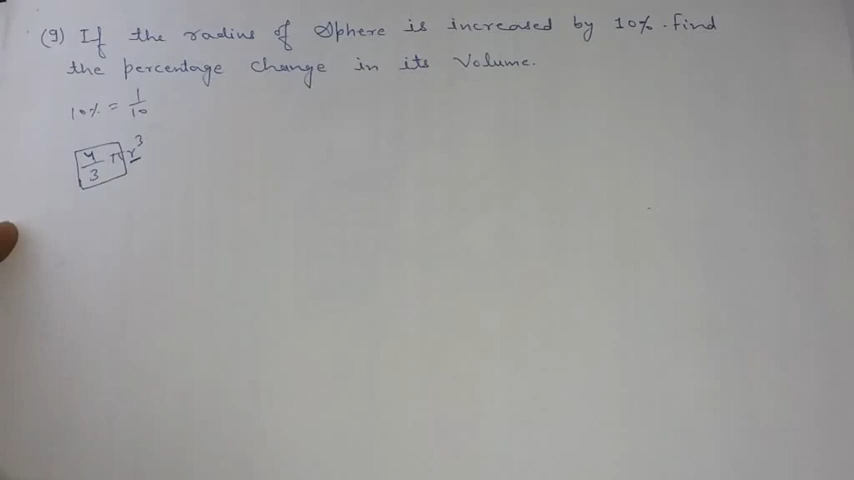 (9) If the radius of Sphere is increased by 10%. Find
the percentage change in its Volume.
10% = 1/10
4/3 πr³